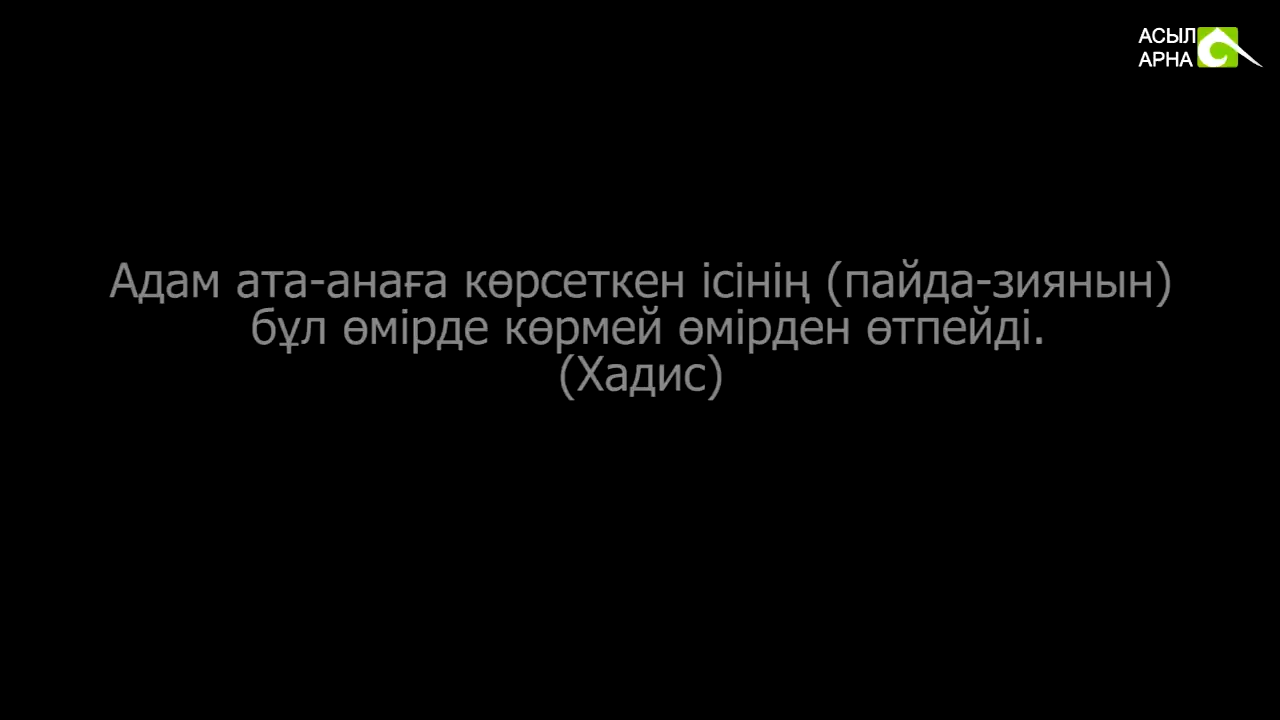 АСЫЛ
АРНА
Адам ата-анаға көрсеткен ісінің (пайда-зиянын)
бұл өмірде көрмей өмірден өтпейді.
(Хадис)